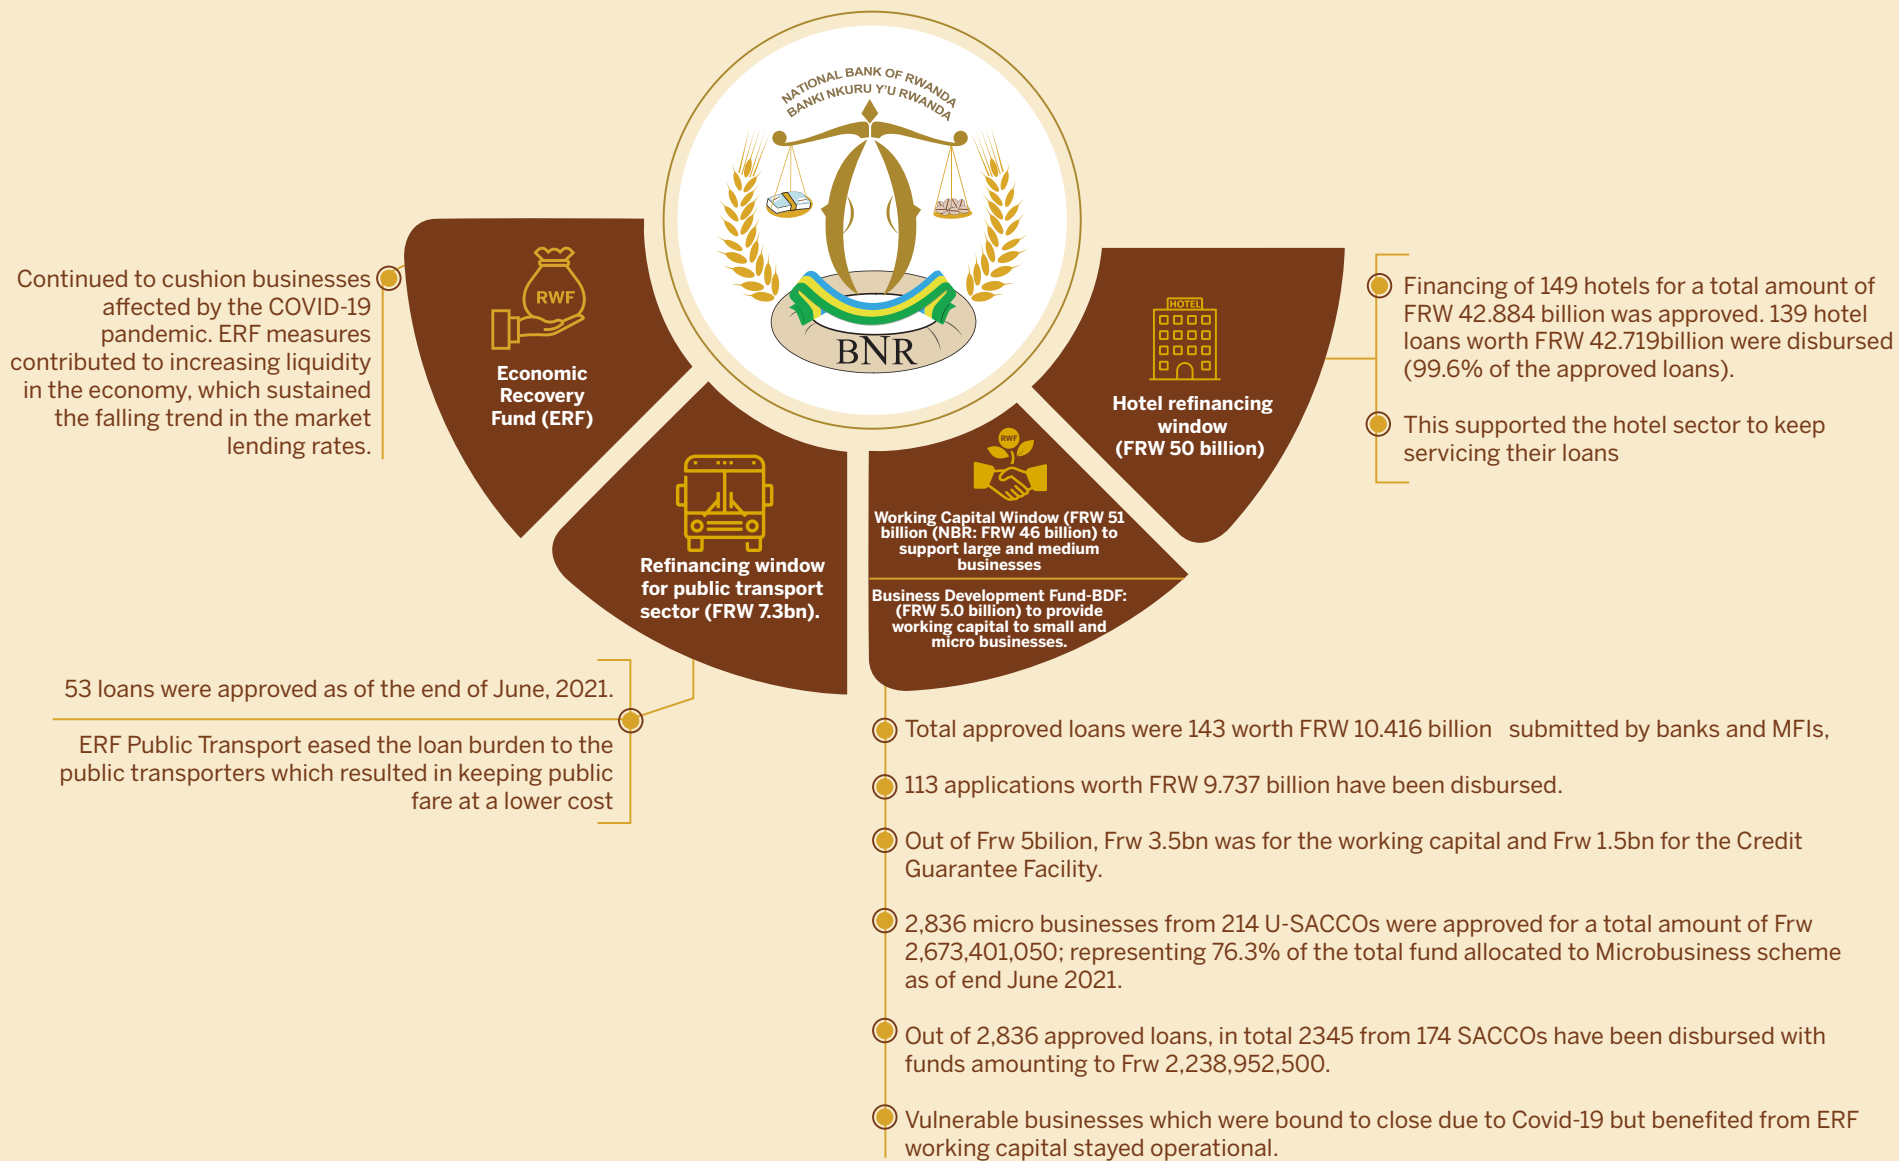 NATIONAL BANK OF RWANDA
BANKI NKURU Y'U RWANDA
BNR
RWF
Economic
Recovery
Fund (ERF)
Continued to cushion businesses
affected by the COVID-19
pandemic. ERF measures
contributed to increasing liquidity
in the economy, which sustained
the falling trend in the market
lending rates.
Refinancing window
for public transport
sector (FRW 7.3bn).
53 loans were approved as of the end of June, 2021.
ERF Public Transport eased the loan burden to the
public transporters which resulted in keeping public
fare at a lower cost
RWF
Working Capital Window (FRW 51
billion (NBR: FRW 46 billion) to
support large and medium
businesses
Business Development Fund-BDF:
(FRW 5.0 billion) to provide
working capital to small and
micro businesses.
Total approved loans were 143 worth FRW 10.416 billion submitted by banks and MFIs,
113 applications worth FRW 9.737 billion have been disbursed.
Out of Frw 5bilion, Frw 3.5bn was for the working capital and Frw 1.5bn for the Credit
Guarantee Facility.
2,836 micro businesses from 214 U-SACCOs were approved for a total amount of Frw
2,673,401,050; representing 76.3% of the total fund allocated to Microbusiness scheme
as of end June 2021.
Out of 2,836 approved loans, in total 2345 from 174 SACCOs have been disbursed with
funds amounting to Frw 2,238,952,500.
Vulnerable businesses which were bound to close due to Covid-19 but benefited from ERF
working capital stayed operational.
HOTEL
Hotel refinancing
window
(FRW 50 billion)
Financing of 149 hotels for a total amount of
FRW 42.884 billion was approved. 139 hotel
loans worth FRW 42.719billion were disbursed
(99.6% of the approved loans).
This supported the hotel sector to keep
servicing their loans